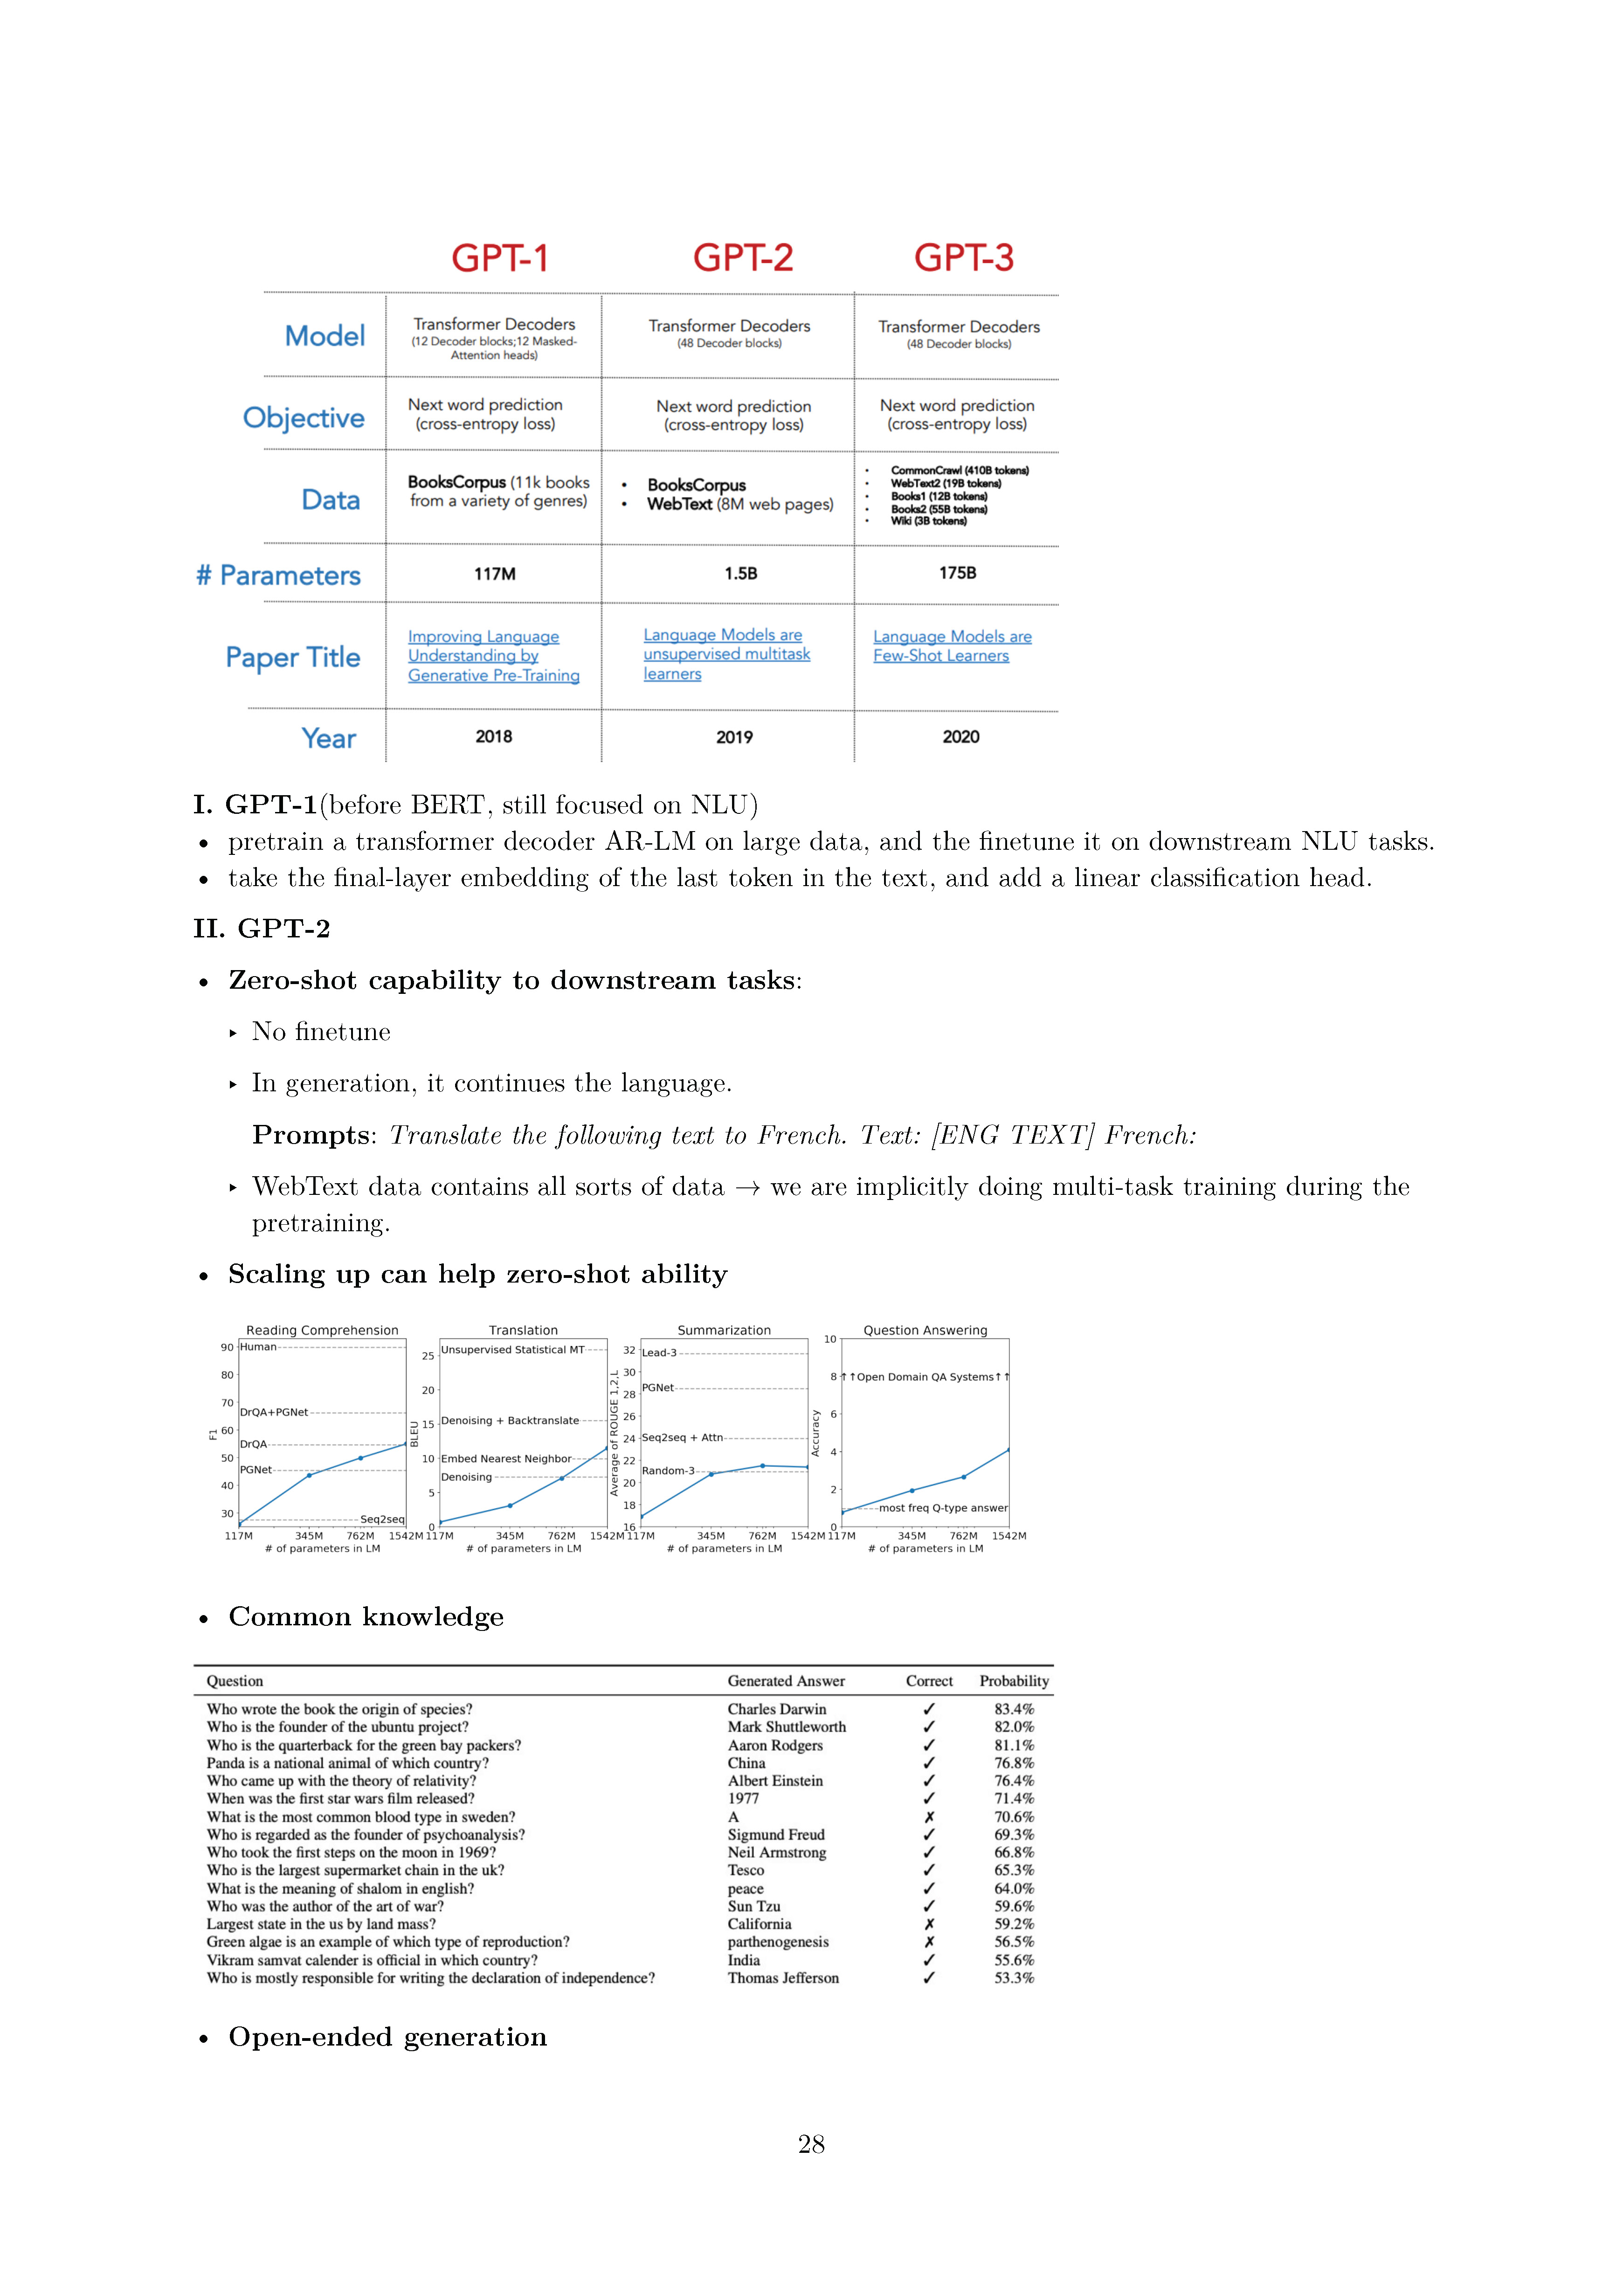 GPT-1 GPT-2 GPT-3
Model
Transformer Decoders
(12 Decoder blocks;12 Masked-
Attention heads)
Transformer Decoders
(48 Decoder blocks)
Transformer Decoders
(48 Decoder blocks)
Objective
Next word prediction
(cross-entropy loss)
Next word prediction
(cross-entropy loss)
Next word prediction
(cross-entropy loss)
Data
BooksCorpus (11k books
from a variety of genres)
• BooksCorpus
• WebText (8M web pages)
• CommonCrawl (410B tokens)
• WebText2 (19B tokens)
• Books1 (12B tokens)
• Books2 (55B tokens)
• Wiki (3B tokens)
# Parameters
117M
1.5B
175B
Paper Title
Improving Language
Understanding by
Generative Pre-Training
Language Models are
unsupervised multitask
learners
Language Models are
Few-Shot Learners
Year
2018
2019
2020
I. GPT-1(before BERT, still focused on NLU)
• pretrain a transformer decoder AR-LM on large data, and the finetune it on downstream NLU tasks.
• take the final-layer embedding of the last token in the text, and add a linear classification head.
II. GPT-2
• Zero-shot capability to downstream tasks:
‣ No finetune
‣ In generation, it continues the language.
Prompts: Translate the following text to French. Text: [ENG TEXT] French:
‣ WebText data contains all sorts of data → we are implicitly doing multi-task training during the
pretraining.
• Scaling up can help zero-shot ability
Reading Comprehension
90
80
70
60
50
40
30
F1
Human
DrQA+PGNet
DrQA
PGNet
Seq2seq
117M 345M 762M 1542M
# of parameters in LM
Translation
25
20
15
10
5
0
BLEU
Unsupervised Statistical MT
Denoising + Backtranslate
Embed Nearest Neighbor
Denoising
117M 345M 762M 1542M
# of parameters in LM
Summarization
32
30
28
26
24
22
20
18
16
Average of ROUGE 1,2,L
Lead-3
PGNet
Seq2seq + Attn
Random-3
117M 345M 762M 1542M
# of parameters in LM
Question Answering
10
8
6
4
2
0
Accuracy
↑↑Open Domain QA Systems↑↑
most freq Q-type answer
117M 345M 762M 1542M
# of parameters in LM
• Common knowledge
Question Generated Answer Correct Probability
Who wrote the book the origin of species? Charles Darwin ✓ 83.4%
Who is the founder of the ubuntu project? Mark Shuttleworth ✓ 82.0%
Who is the quarterback for the green bay packers? Aaron Rodgers ✓ 81.1%
Panda is a national animal of which country? China ✓ 76.8%
Who came up with the theory of relativity? Albert Einstein ✓ 76.4%
When was the first star wars film released? 1977 ✓ 71.4%
What is the most common blood type in sweden? A ✗ 70.6%
Who is regarded as the founder of psychoanalysis? Sigmund Freud ✓ 69.3%
Who took the first steps on the moon in 1969? Neil Armstrong ✓ 66.8%
Who is the largest supermarket chain in the uk? Tesco ✓ 65.3%
What is the meaning of shalom in english? peace ✓ 64.0%
Who was the author of the art of war? Sun Tzu ✓ 59.6%
Largest state in the us by land mass? California ✗ 59.2%
Green algae is an example of which type of reproduction? parthenogenesis ✗ 56.5%
Vikram samvat calender is official in which country? India ✓ 55.6%
Who is mostly responsible for writing the declaration of independence? Thomas Jefferson ✓ 53.3%
• Open-ended generation
28